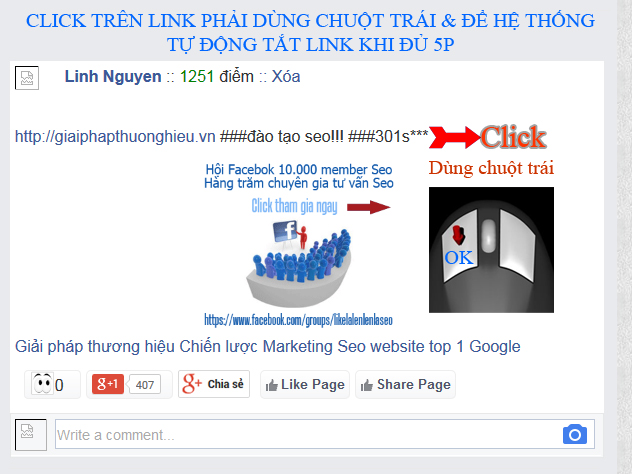 CLICK TRÊN LINK PHẢI DÙNG CHUỘT TRÁI & ĐỂ HỆ THỐNG
TỰ ĐỘNG TẮT LINK KHI ĐỦ 5P
Linh Nguyen :: 1251 điểm :: Xóa
http://giaiphapthuonghieu.vn ###đào tạo seo!!! ###301s*** Click
Dùng chuột trái
Hội Facebok 10.000 member Seo
Hằng trăm chuyên gia tư vấn Seo
Click tham gia ngay
f
OK
https://www.facebook.com/groups/likelalenlenlaseo
Giải pháp thương hiệu Chiến lược Marketing Seo website top 1 Google
0 g+1 407 g+ Chia sẻ Like Page Share Page
Write a comment...